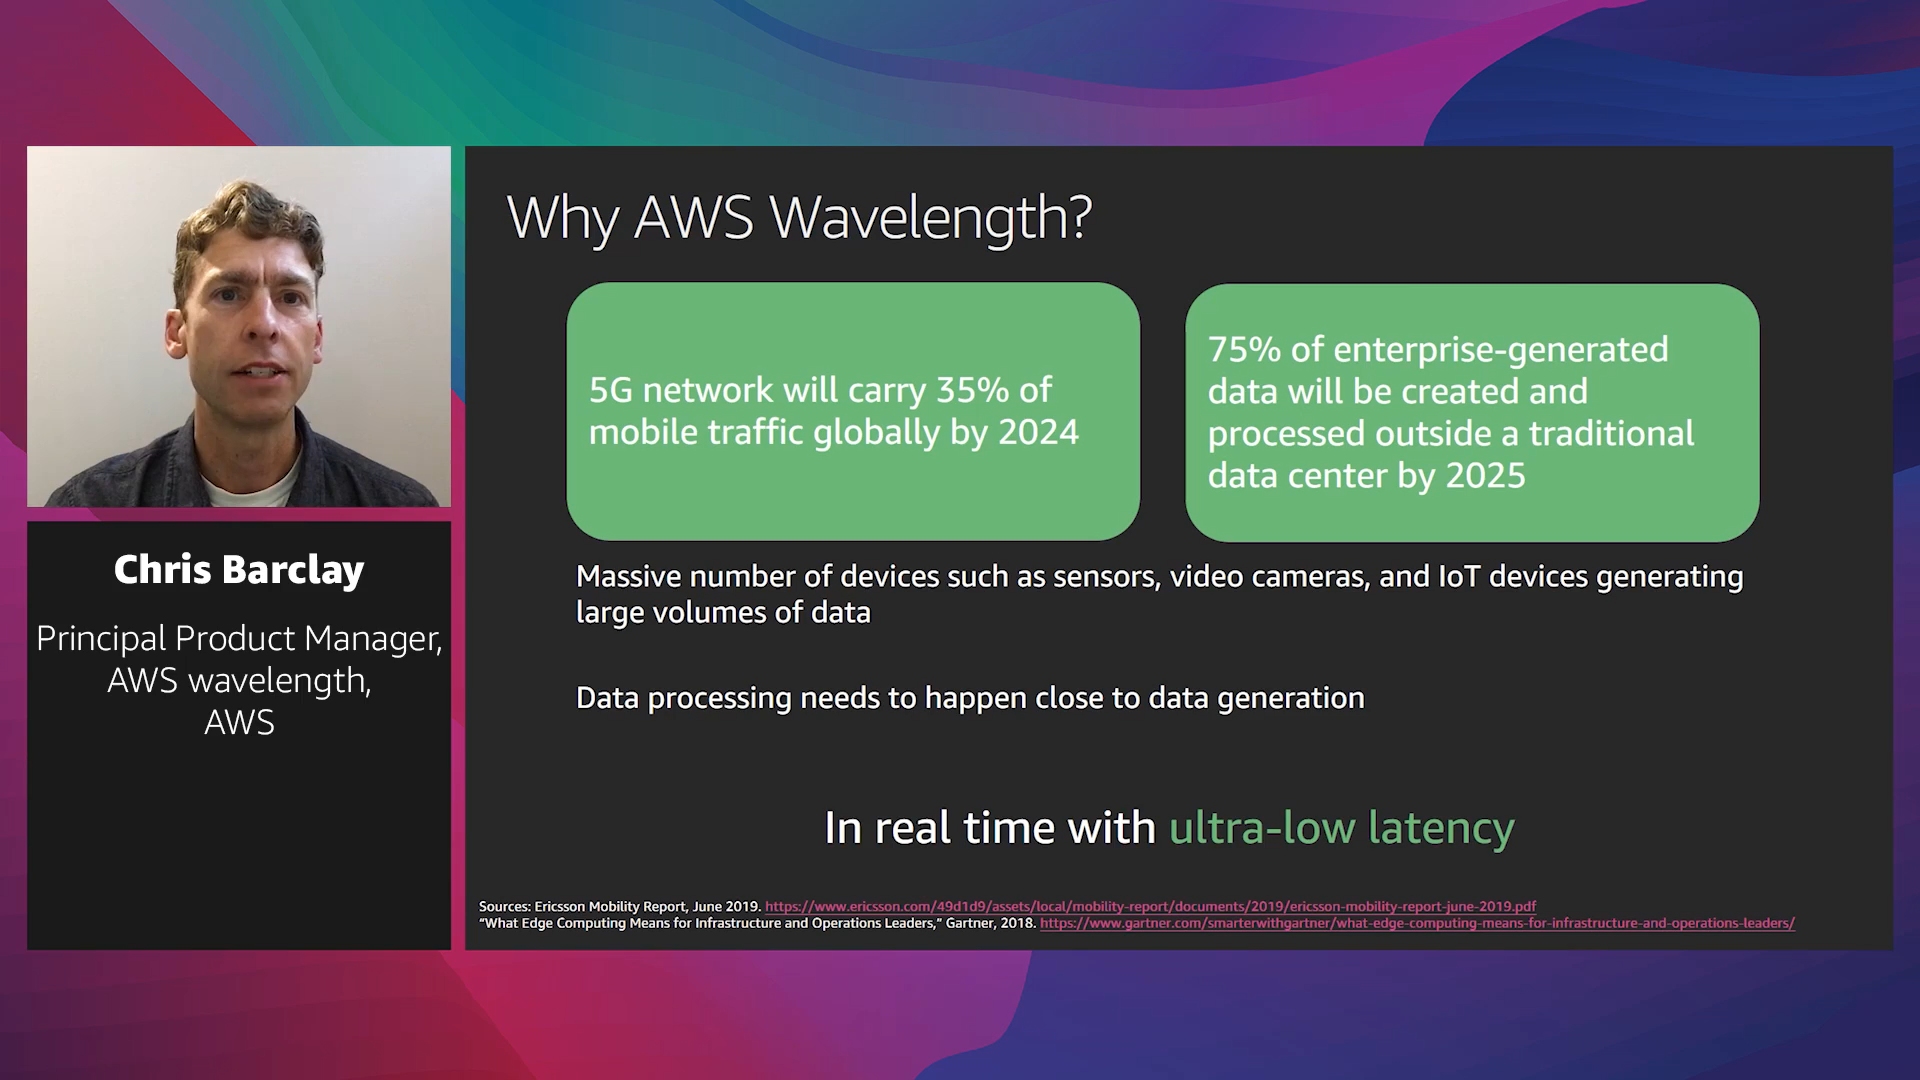 Chris Barclay
Principal Product Manager,
AWS wavelength,
AWS
Why AWS Wavelength?
5G network will carry 35% of
mobile traffic globally by 2024
75% of enterprise-generated
data will be created and
processed outside a traditional
data center by 2025
Massive number of devices such as sensors, video cameras, and IoT devices generating
large volumes of data
Data processing needs to happen close to data generation
In real time with ultra-low latency
Sources: Ericsson Mobility Report, June 2019. https://www.ericsson.com/49d1d9/assets/local/mobility-report/documents/2019/ericsson-mobility-report-june-2019.pdf
“What Edge Computing Means for Infrastructure and Operations Leaders,” Gartner, 2018. https://www.gartner.com/smarterwithgartner/what-edge-computing-means-for-infrastructure-and-operations-leaders/